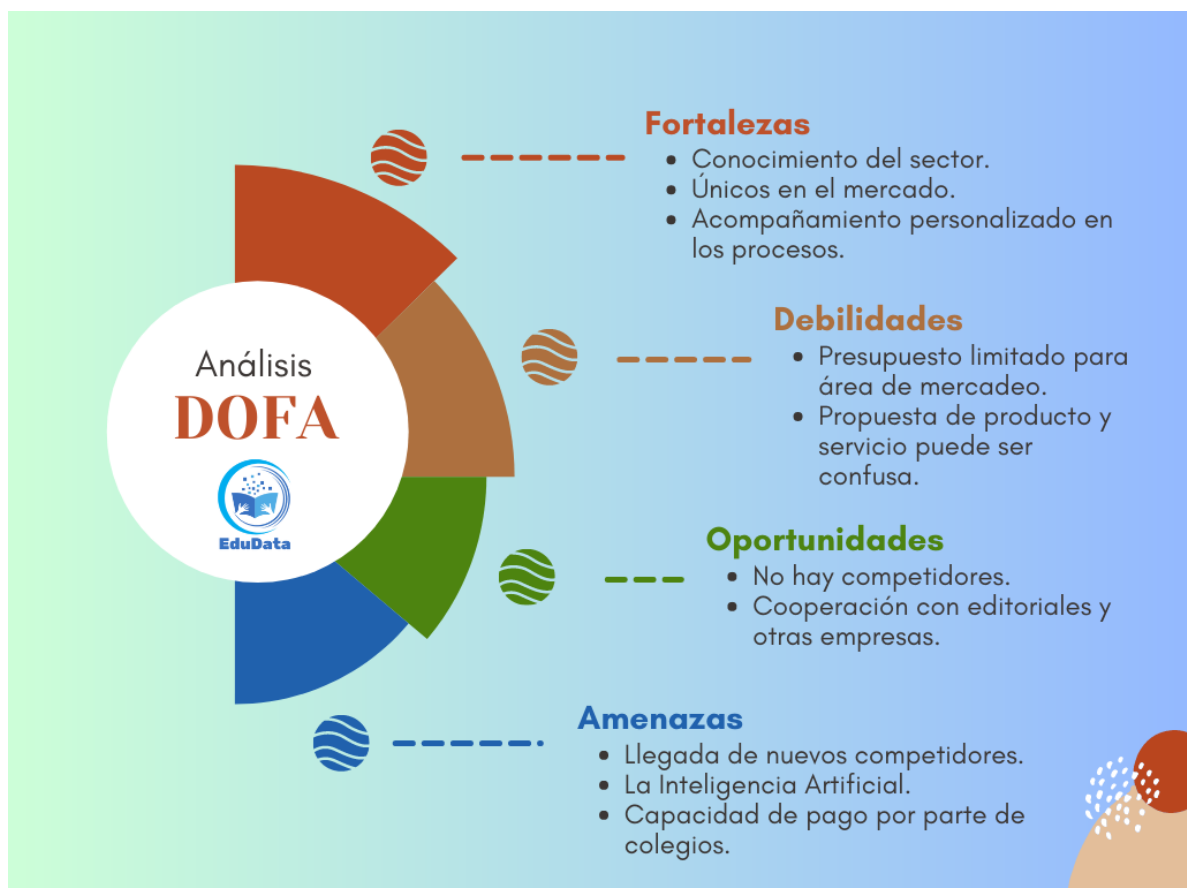 Análisis
DOFA
EduData
Fortalezas
• Conocimiento del sector.
• Únicos en el mercado.
• Acompañamiento personalizado en
los procesos.
Debilidades
• Presupuesto limitado para
área de mercadeo.
• Propuesta de producto y
servicio puede ser
confusa.
Oportunidades
• No hay competidores.
• Cooperación con editoriales y
otras empresas.
Amenazas
• Llegada de nuevos competidores.
• La Inteligencia Artificial.
• Capacidad de pago por parte de
colegios.